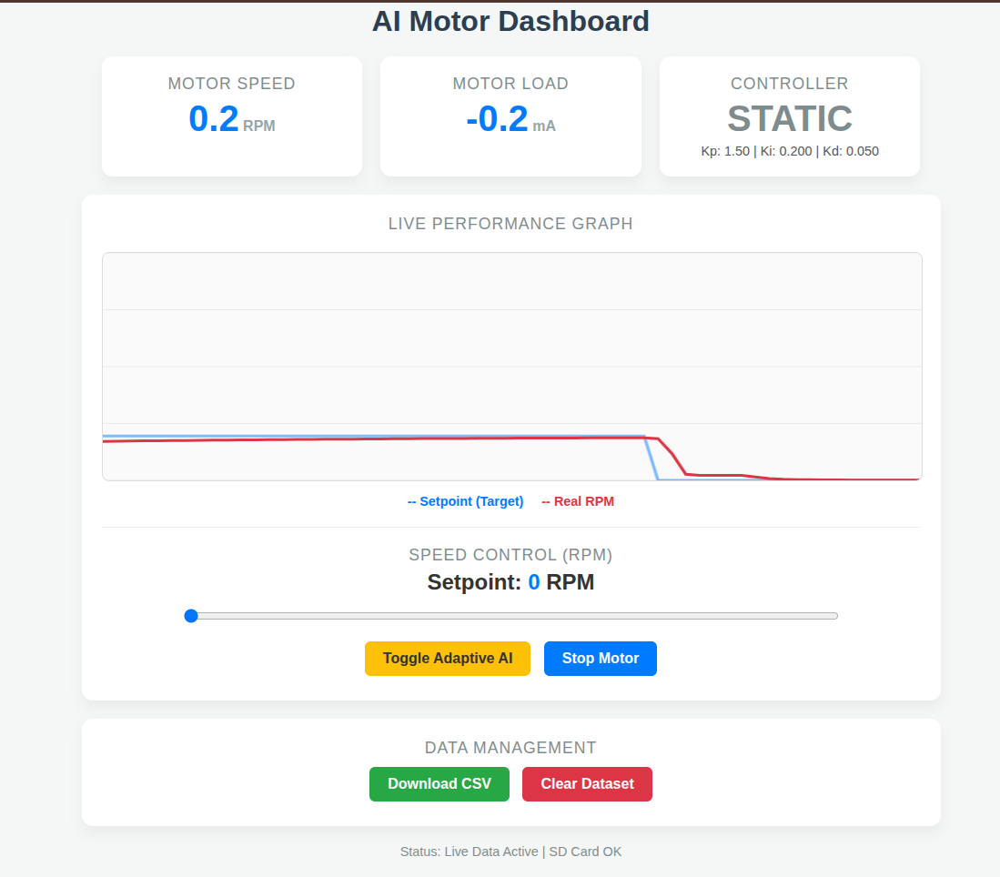 AI Motor Dashboard
MOTOR SPEED
0.2 RPM
MOTOR LOAD
-0.2 mA
CONTROLLER
STATIC
Kp: 1.50 | Ki: 0.200 | Kd: 0.050
LIVE PERFORMANCE GRAPH
-- Setpoint (Target) -- Real RPM
SPEED CONTROL (RPM)
Setpoint: 0 RPM
Toggle Adaptive AI Stop Motor
DATA MANAGEMENT
Download CSV Clear Dataset
Status: Live Data Active | SD Card OK